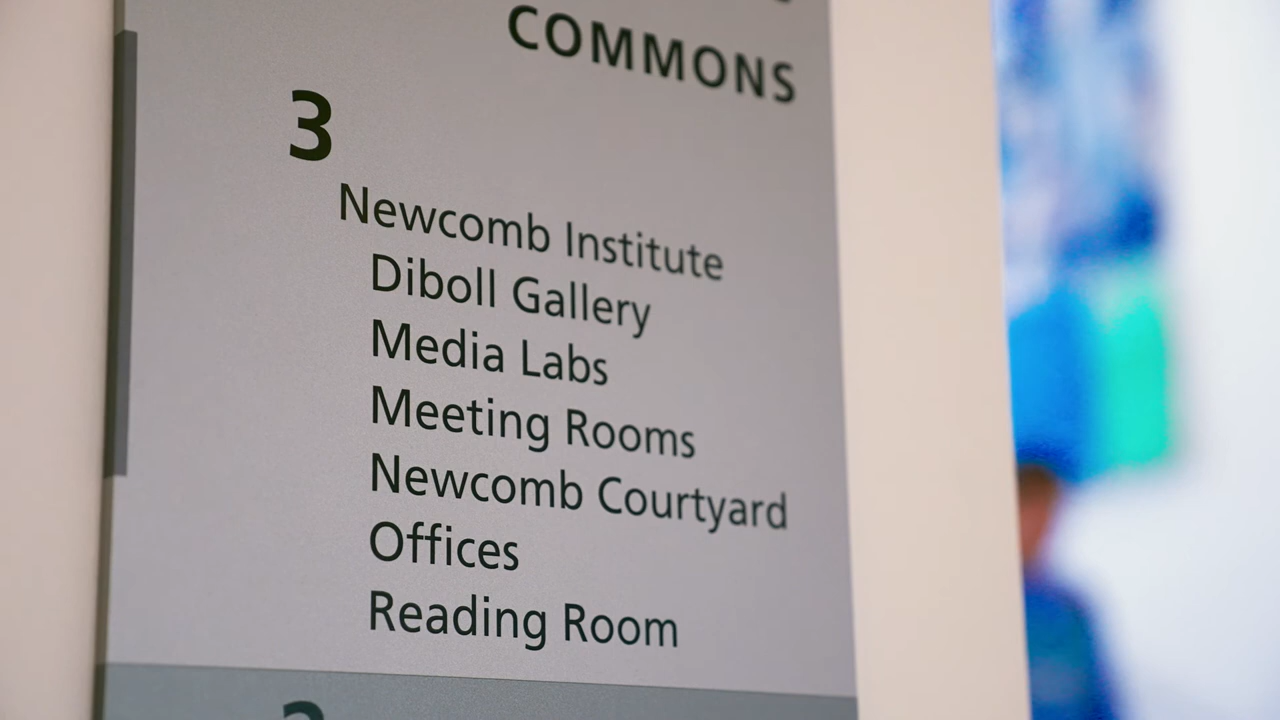 COMMONS
3
Newcomb Institute
Diboll Gallery
Media Labs
Meeting Rooms
Newcomb Courtyard
Offices
Reading Room